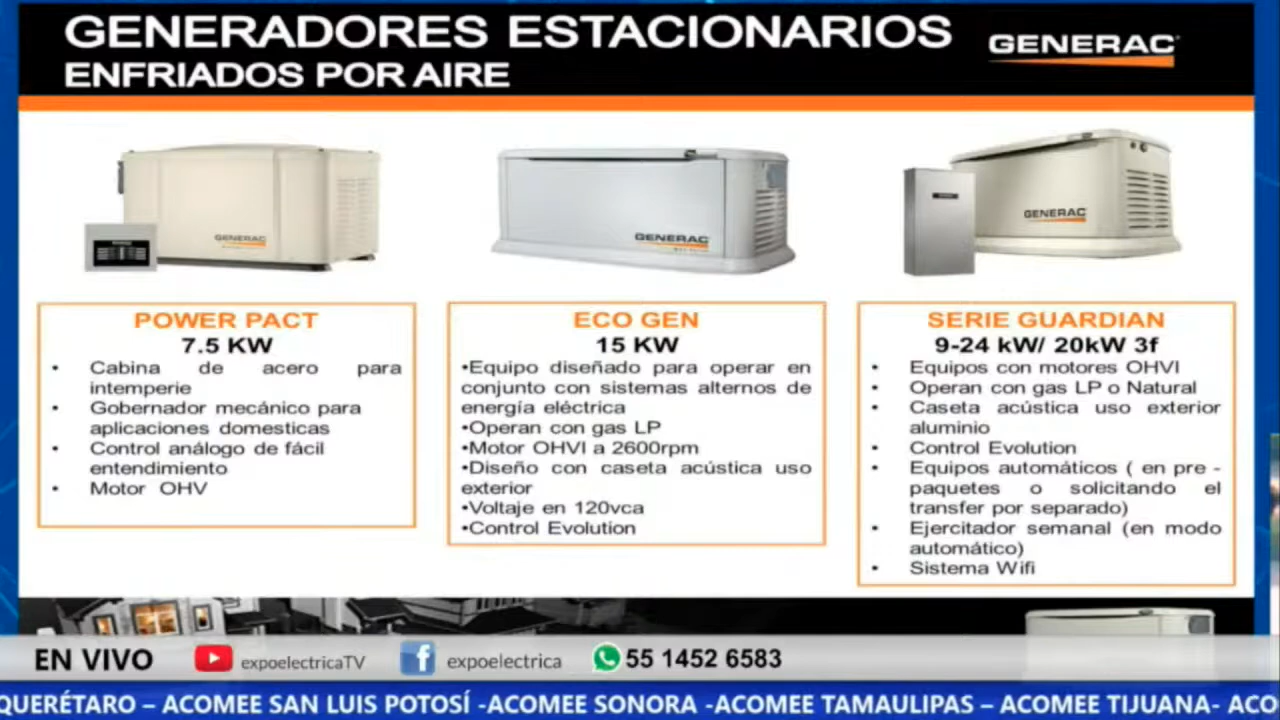 GENERADORES ESTACIONARIOS
ENFRIADOS POR AIRE
GENERAC
GENERAC
GENERAC
GENERAC
POWER PACT
7.5 KW
• Cabina de acero para
intemperie
• Gobernador mecánico para
aplicaciones domesticas
• Control análogo de fácil
entendimiento
• Motor OHV
ECO GEN
15 KW
•Equipo diseñado para operar en
conjunto con sistemas alternos de
energía eléctrica
•Operan con gas LP
•Motor OHVI a 2600rpm
•Diseño con caseta acústica uso
exterior
•Voltaje en 120vca
•Control Evolution
SERIE GUARDIAN
9-24 kW/ 20kW 3f
• Equipos con motores OHVI
• Operan con gas LP o Natural
• Caseta acústica uso exterior
aluminio
• Control Evolution
• Equipos automáticos ( en pre -
paquetes o solicitando el
transfer por separado)
• Ejercitador semanal (en modo
automático)
• Sistema Wifi
EN VIVO expoelectricaTV expoelectrica 55 1452 6583
QUERÉTARO – ACOMEE SAN LUIS POTOSÍ -ACOMEE SONORA -ACOMEE TAMAULIPAS – ACOMEE TIJUANA- ACO